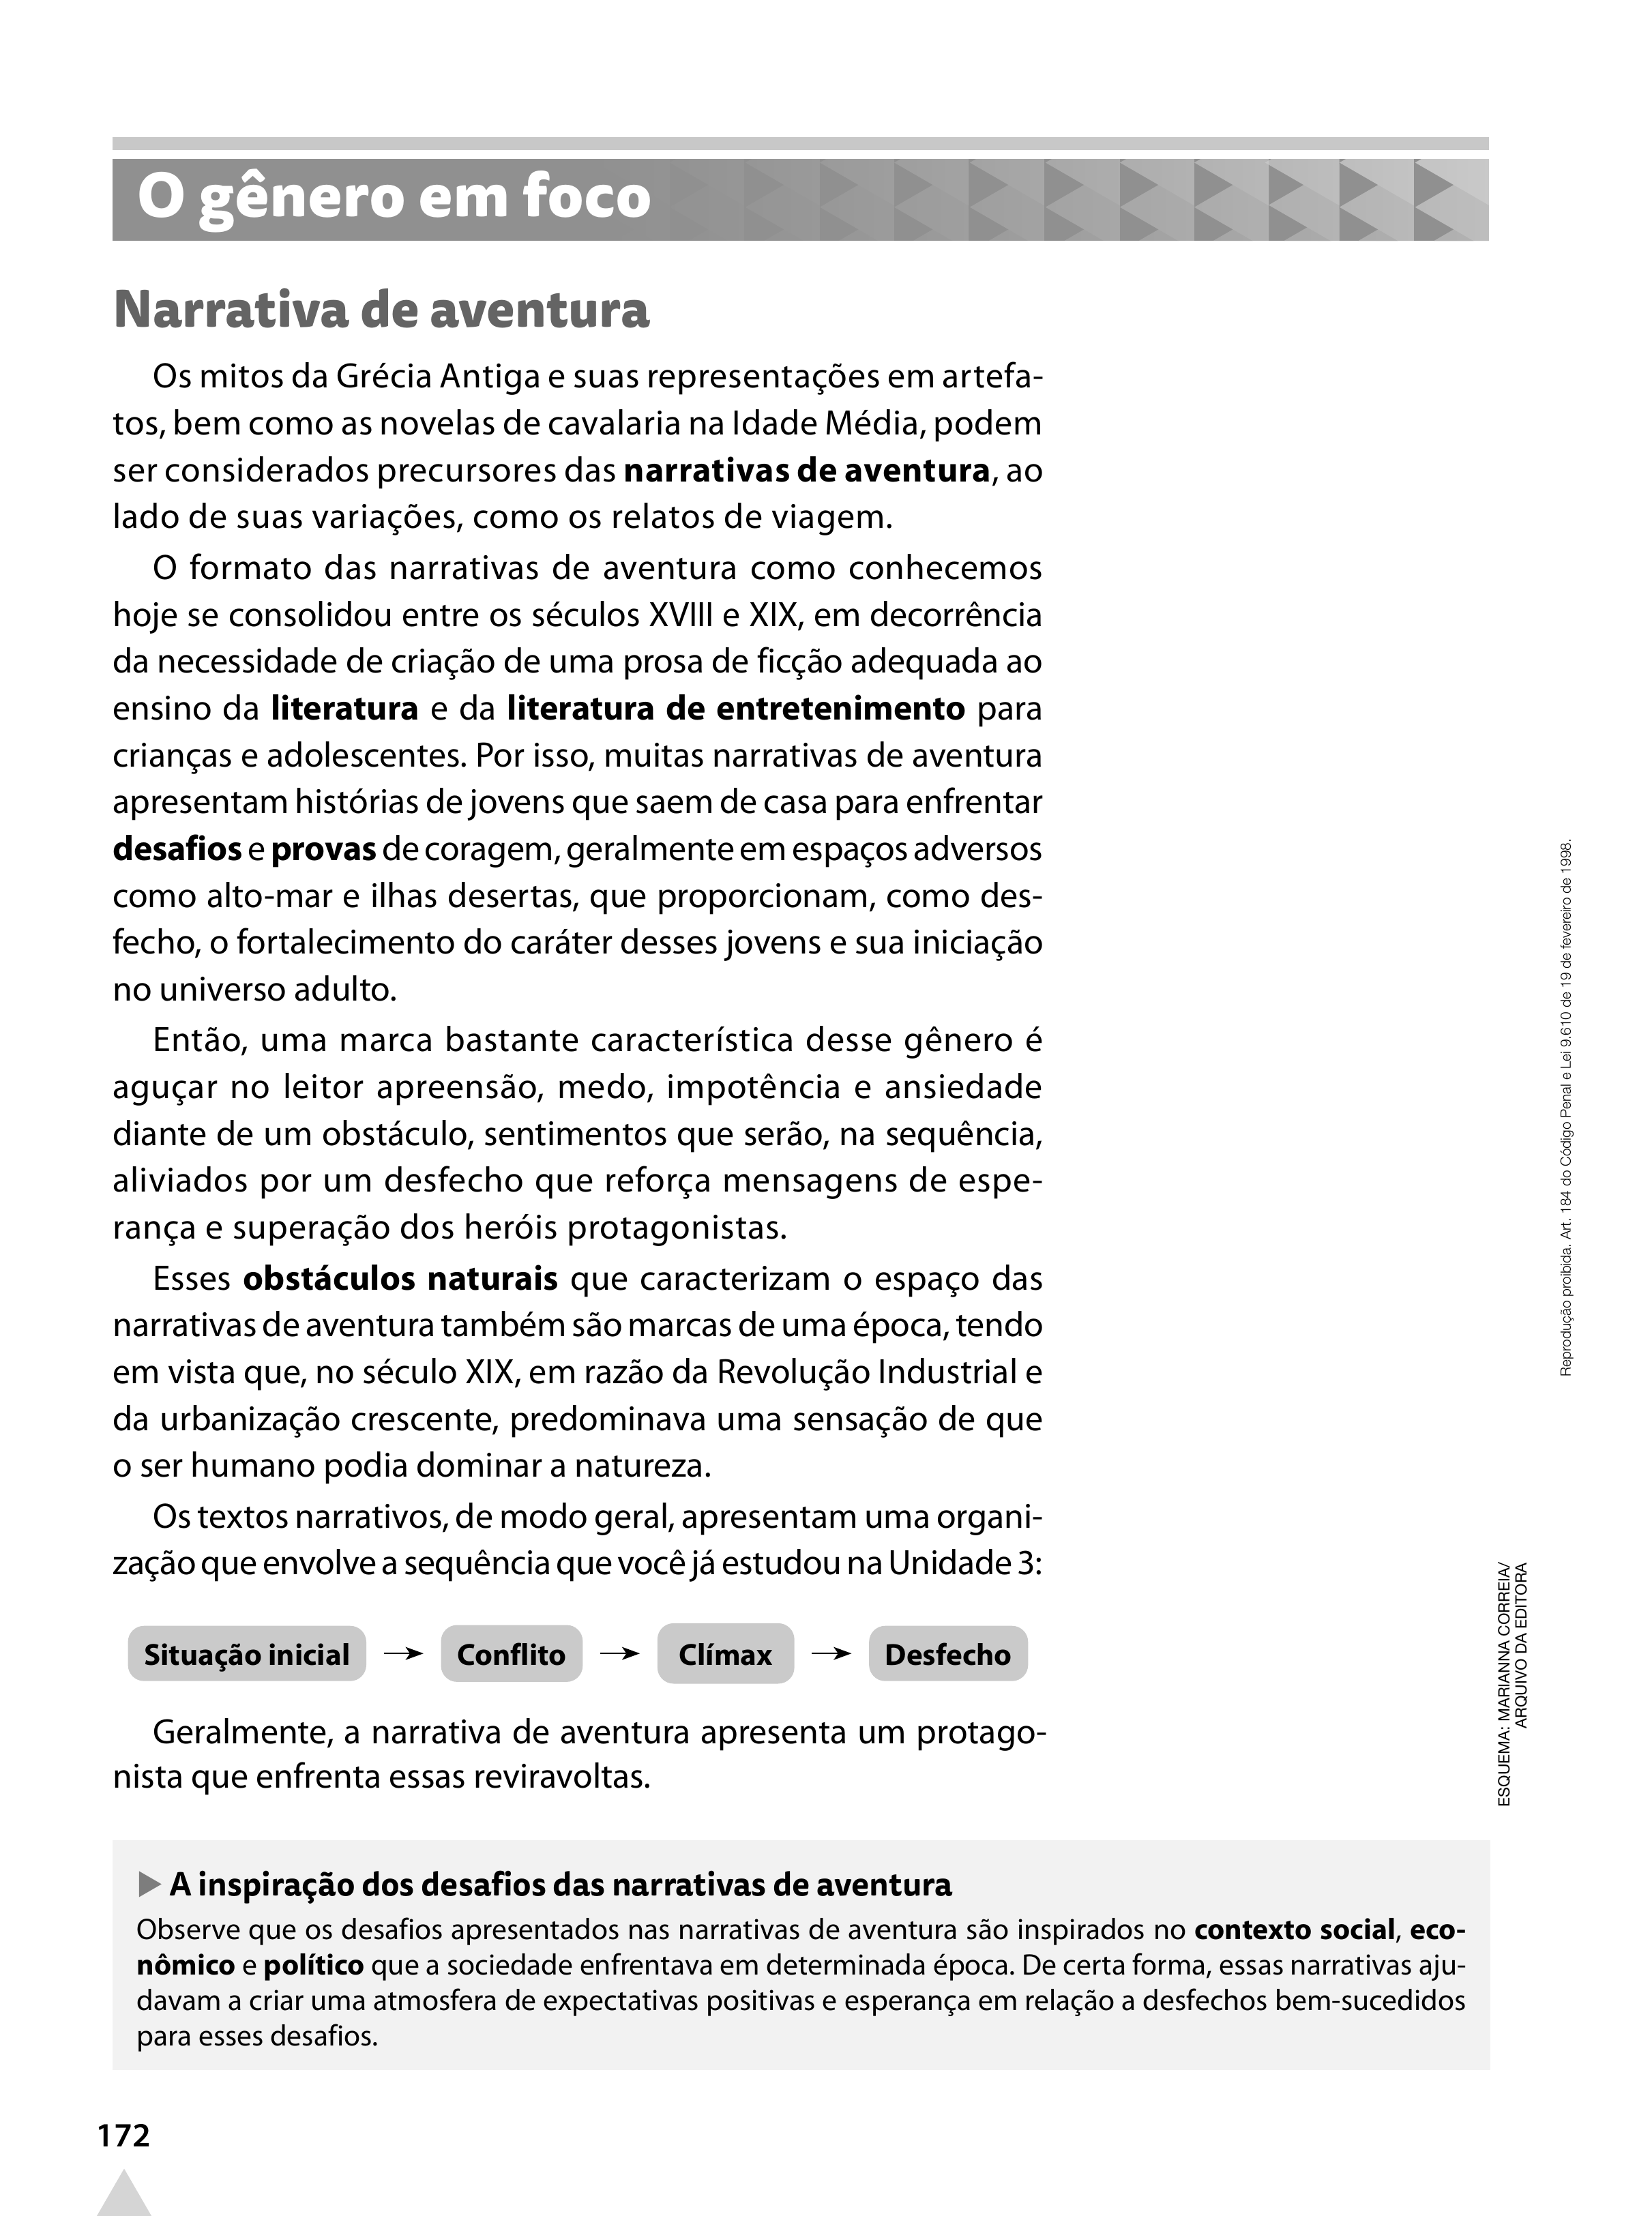 O gênero em foco
Narrativa de aventura
Os mitos da Grécia Antiga e suas representações em artefa-
tos, bem como as novelas de cavalaria na Idade Média, podem
ser considerados precursores das narrativas de aventura, ao
lado de suas variações, como os relatos de viagem.
O formato das narrativas de aventura como conhecemos
hoje se consolidou entre os séculos XVIII e XIX, em decorrência
da necessidade de criação de uma prosa de ficção adequada ao
ensino da literatura e da literatura de entretenimento para
crianças e adolescentes. Por isso, muitas narrativas de aventura
apresentam histórias de jovens que saem de casa para enfrentar
desafios e provas de coragem, geralmente em espaços adversos
como alto-mar e ilhas desertas, que proporcionam, como des-
fecho, o fortalecimento do caráter desses jovens e sua iniciação
no universo adulto.
Então, uma marca bastante característica desse gênero é
aguçar no leitor apreensão, medo, impotência e ansiedade
diante de um obstáculo, sentimentos que serão, na sequência,
aliviados por um desfecho que reforça mensagens de espe-
rança e superação dos heróis protagonistas.
Esses obstáculos naturais que caracterizam o espaço das
narrativas de aventura também são marcas de uma época, tendo
em vista que, no século XIX, em razão da Revolução Industrial e
da urbanização crescente, predominava uma sensação de que
o ser humano podia dominar a natureza.
Os textos narrativos, de modo geral, apresentam uma organi-
zação que envolve a sequência que você já estudou na Unidade 3:
Situação inicial Conflito Clímax Desfecho
Geralmente, a narrativa de aventura apresenta um protago-
nista que enfrenta essas reviravoltas.
A inspiração dos desafios das narrativas de aventura
Observe que os desafios apresentados nas narrativas de aventura são inspirados no contexto social, eco-
nômico e político que a sociedade enfrentava em determinada época. De certa forma, essas narrativas aju-
davam a criar uma atmosfera de expectativas positivas e esperança em relação a desfechos bem-sucedidos
para esses desafios.
172
Reprodução proibida. Art. 184 do Código Penal e Lei 9.610 de 19 de fevereiro de 1998.
ESQUEMA: MARIANNA CORREIA/
ARQUIVO DA EDITORA